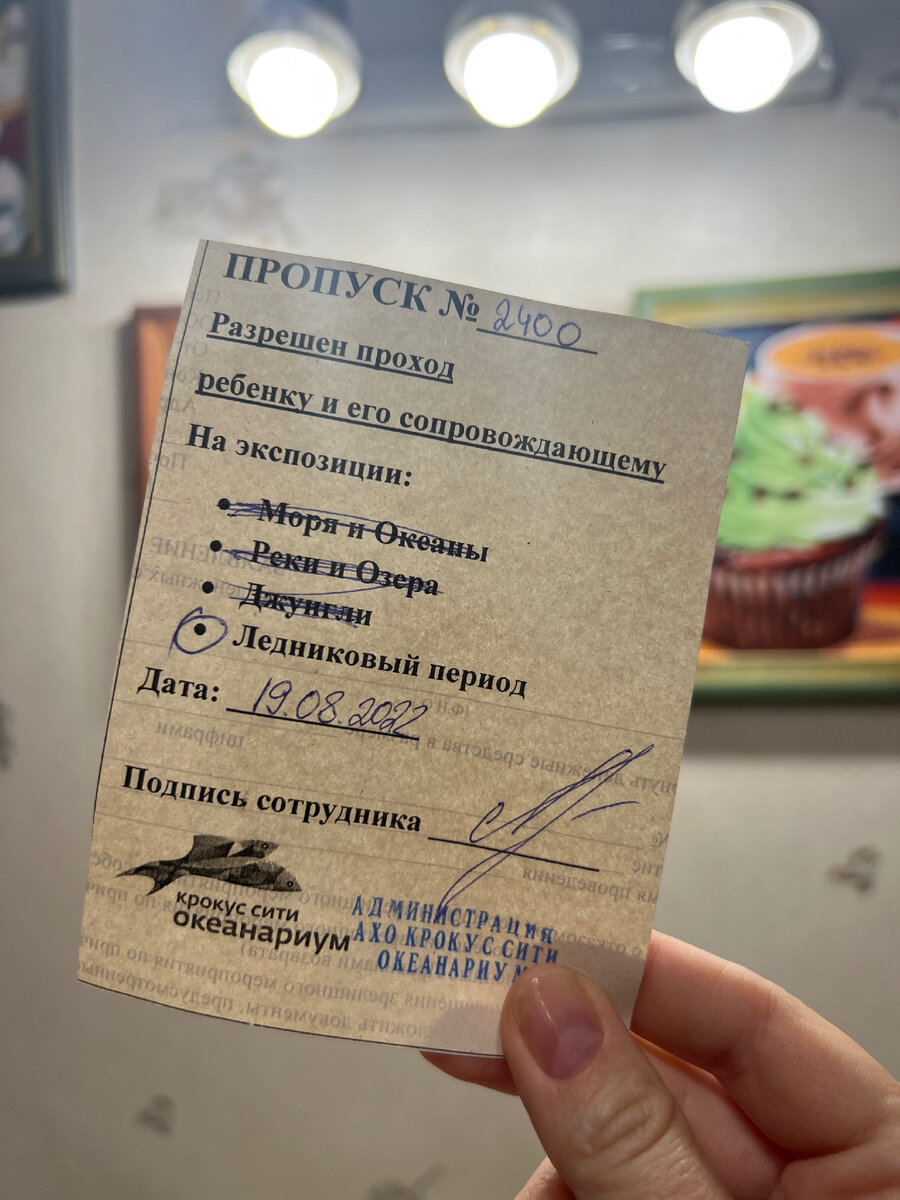 ПРОПУСК № 2400
Разрешен проход
ребенку и его сопровождающему
На экспозиции:
• Моря и Океаны
• Реки и Озера
• Джунгли
• Ледниковый период
Дата: 19.08.2022
Подпись сотрудника
крокус сити
океанариум
АДМИНИСТРАЦИЯ
АХО КРОКУС СИТИ
ОКЕАНАРИУМ